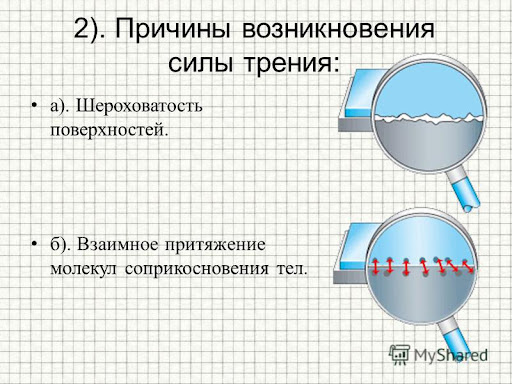 2). Причины возникновения
силы трения:
• а). Шероховатость
поверхностей.
• б). Взаимное притяжение
молекул соприкосновения тел.
MyShared